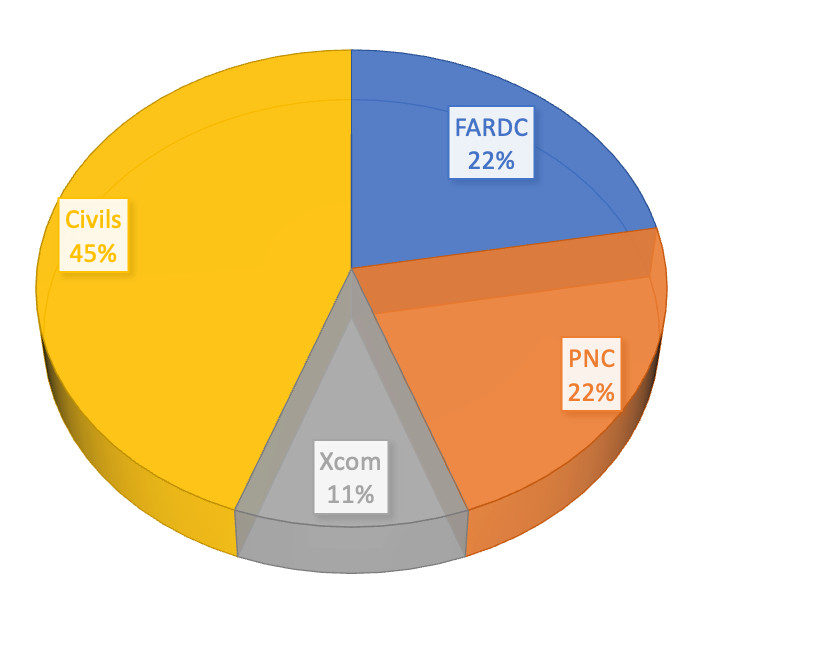 FARDC
22%
Civils
45%
PNC
22%
Xcom
11%